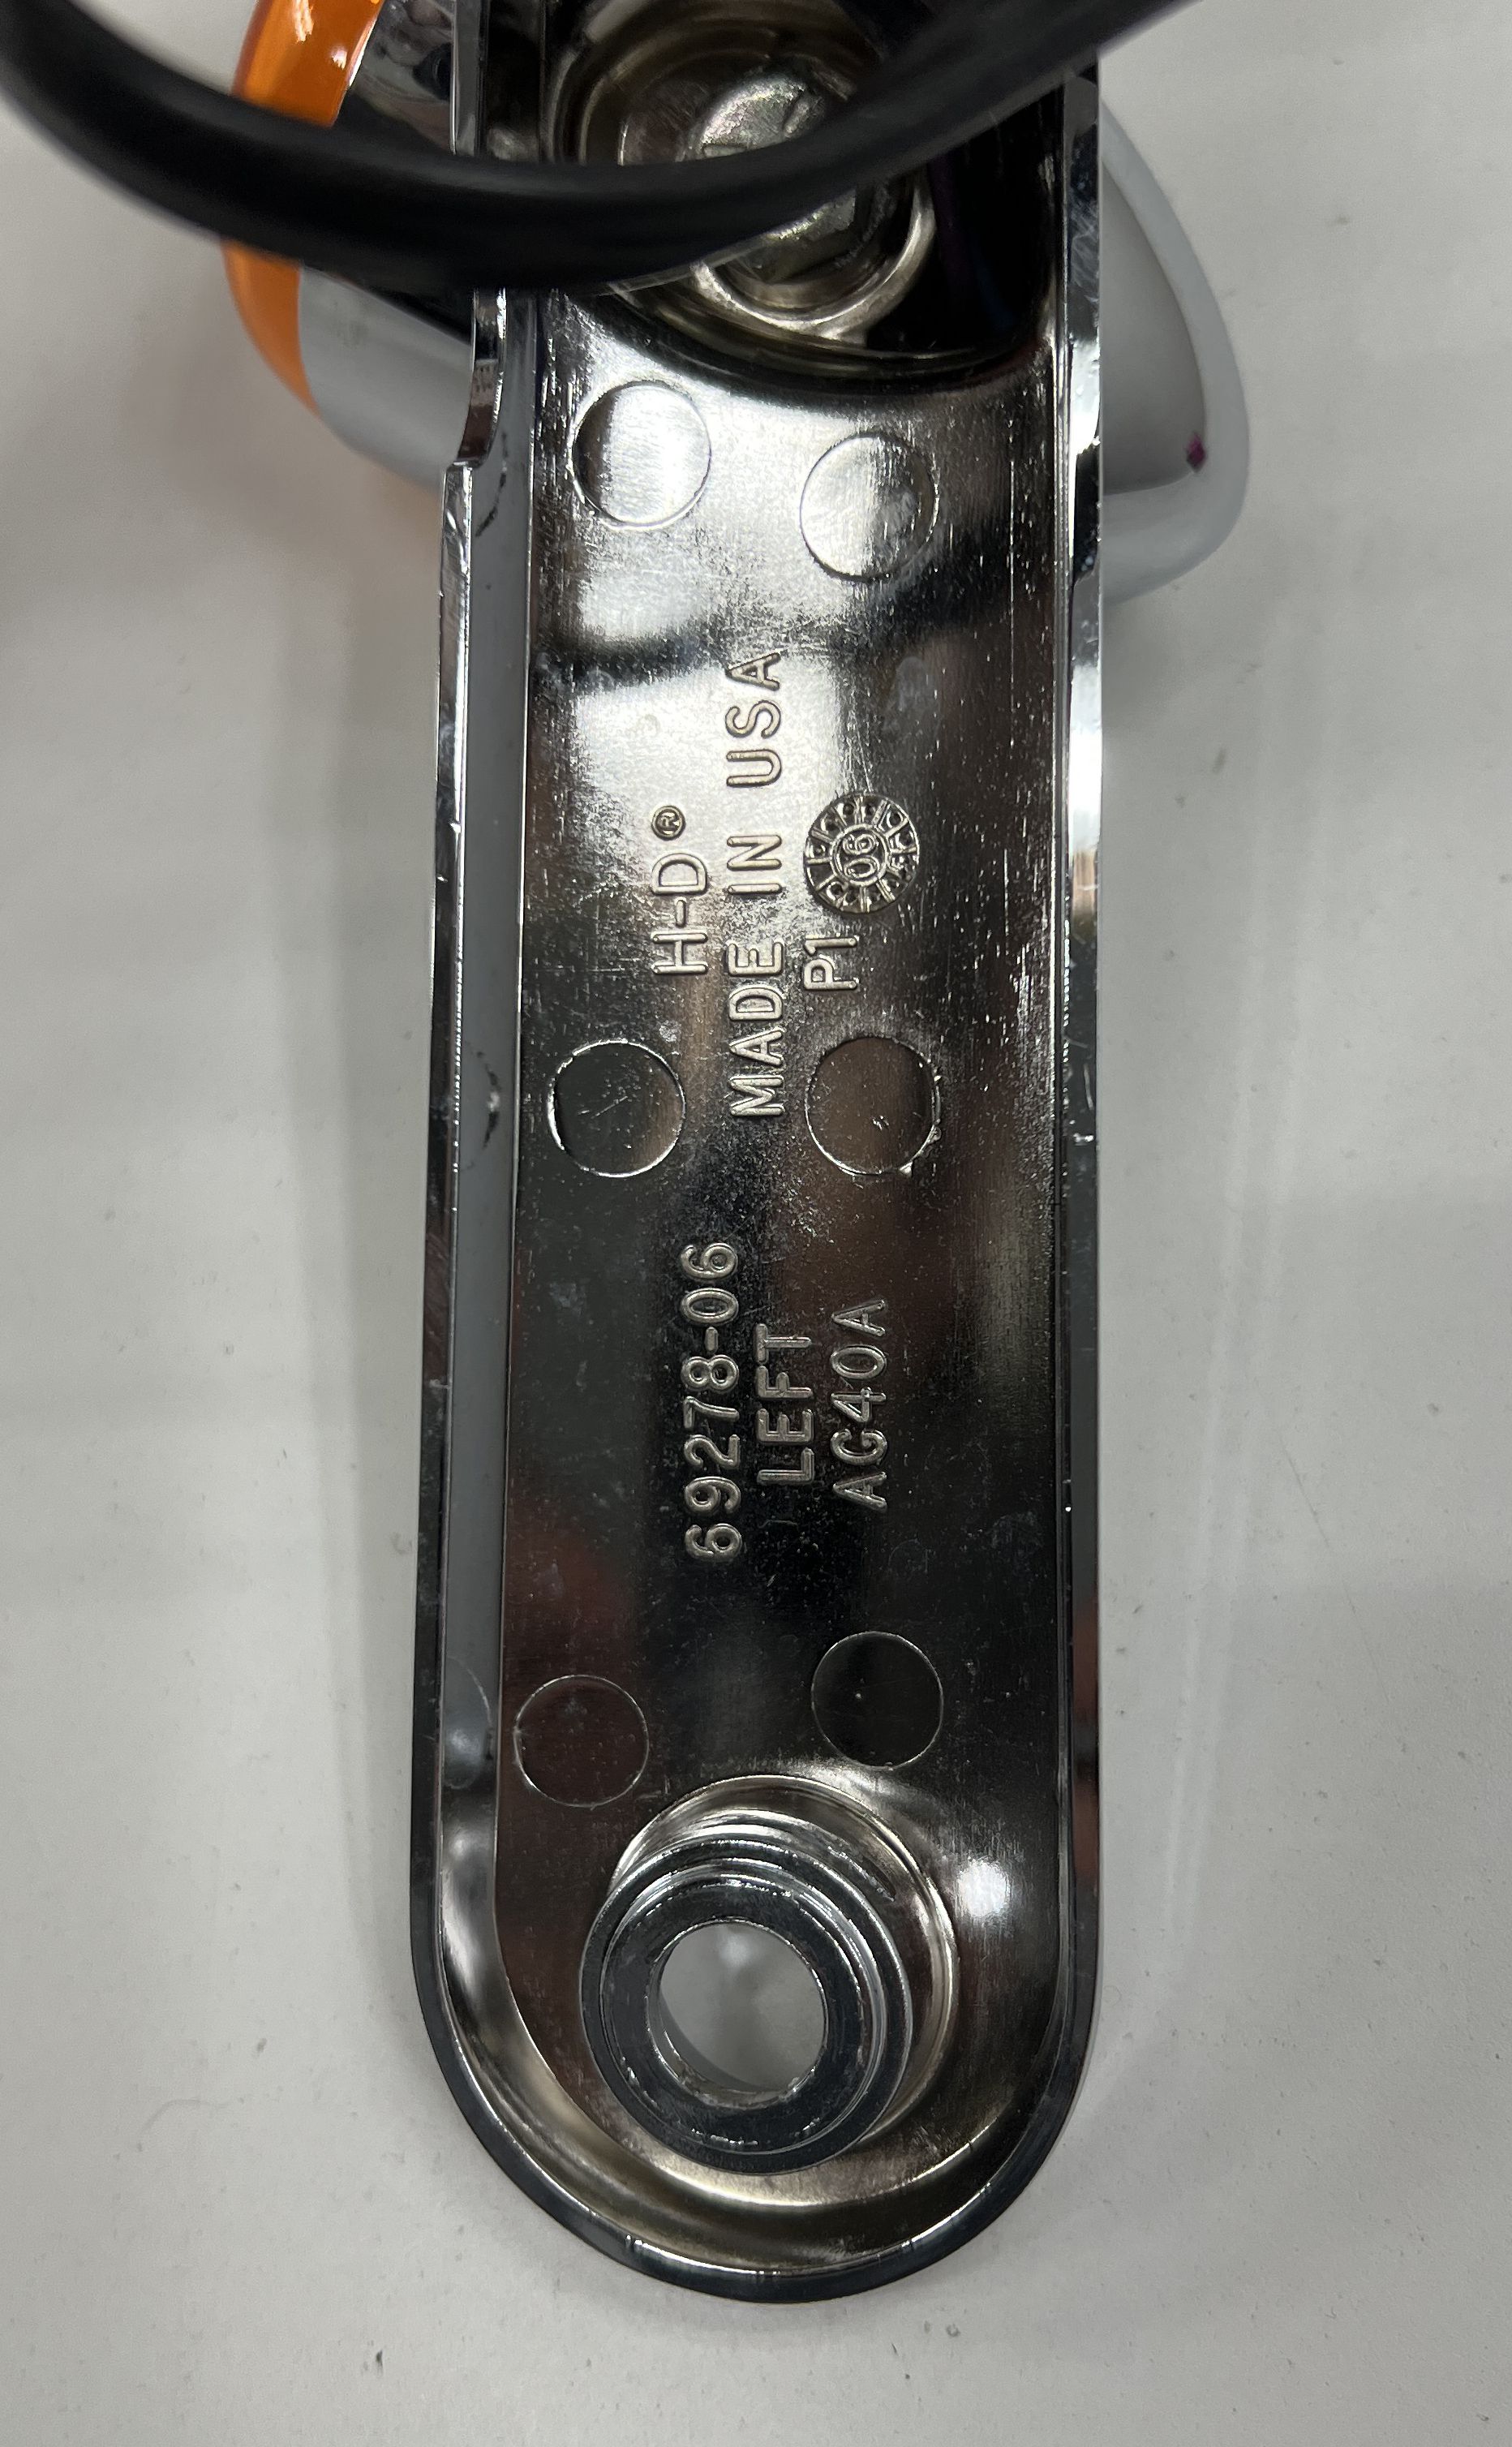 H-D®
MADE IN USA
P1 06
69278-06
LEFT
AG40A